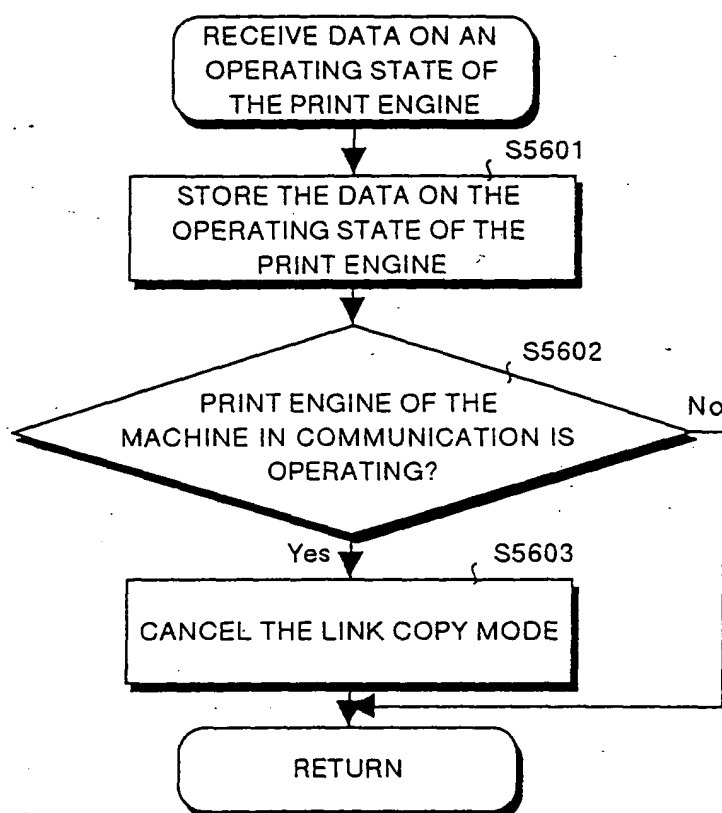 RECEIVE DATA ON AN
OPERATING STATE OF
THE PRINT ENGINE
S5601
STORE THE DATA ON THE
OPERATING STATE OF THE
PRINT ENGINE
S5602
PRINT ENGINE OF THE
MACHINE IN COMMUNICATION IS
OPERATING?
No
Yes
S5603
CANCEL THE LINK COPY MODE
RETURN